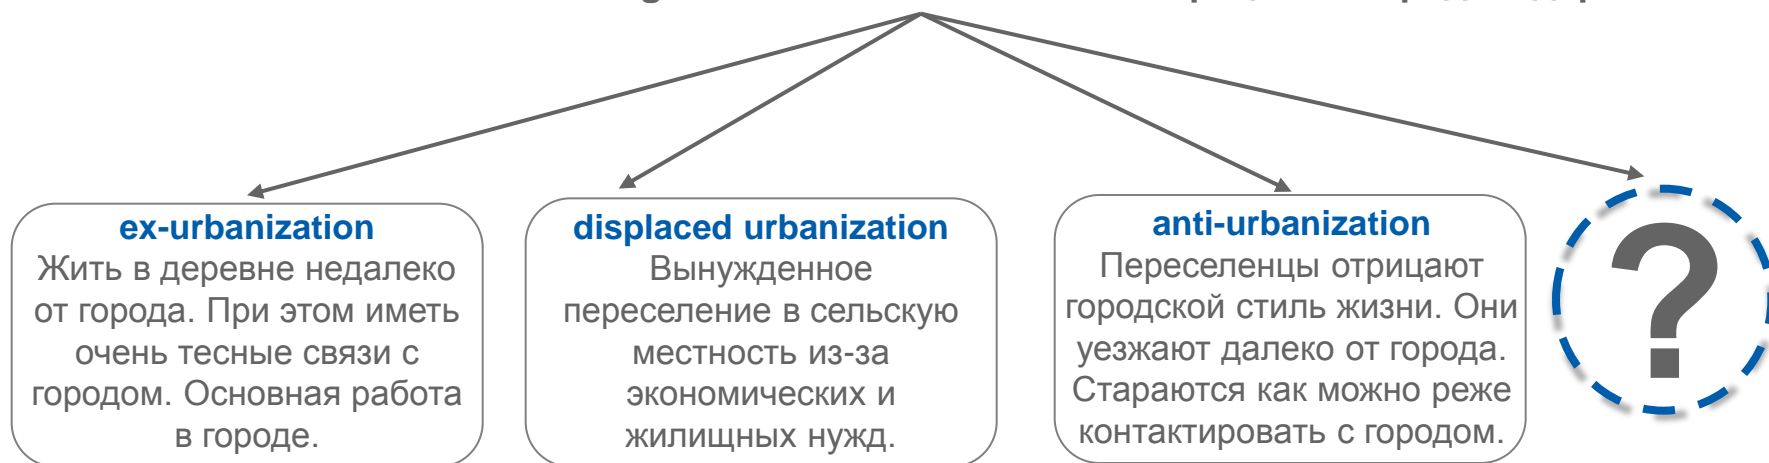 ex-urbanization
Жить в деревне недалеко
от города. При этом иметь
очень тесные связи с
городом. Основная работа
в городе.
displaced urbanization
Вынужденное
переселение в сельскую
местность из-за
экономических и
жилищных нужд.
anti-urbanization
Переселенцы отрицают
городской стиль жизни. Они
уезжают далеко от города.
Стараются как можно реже
контактировать с городом.
?